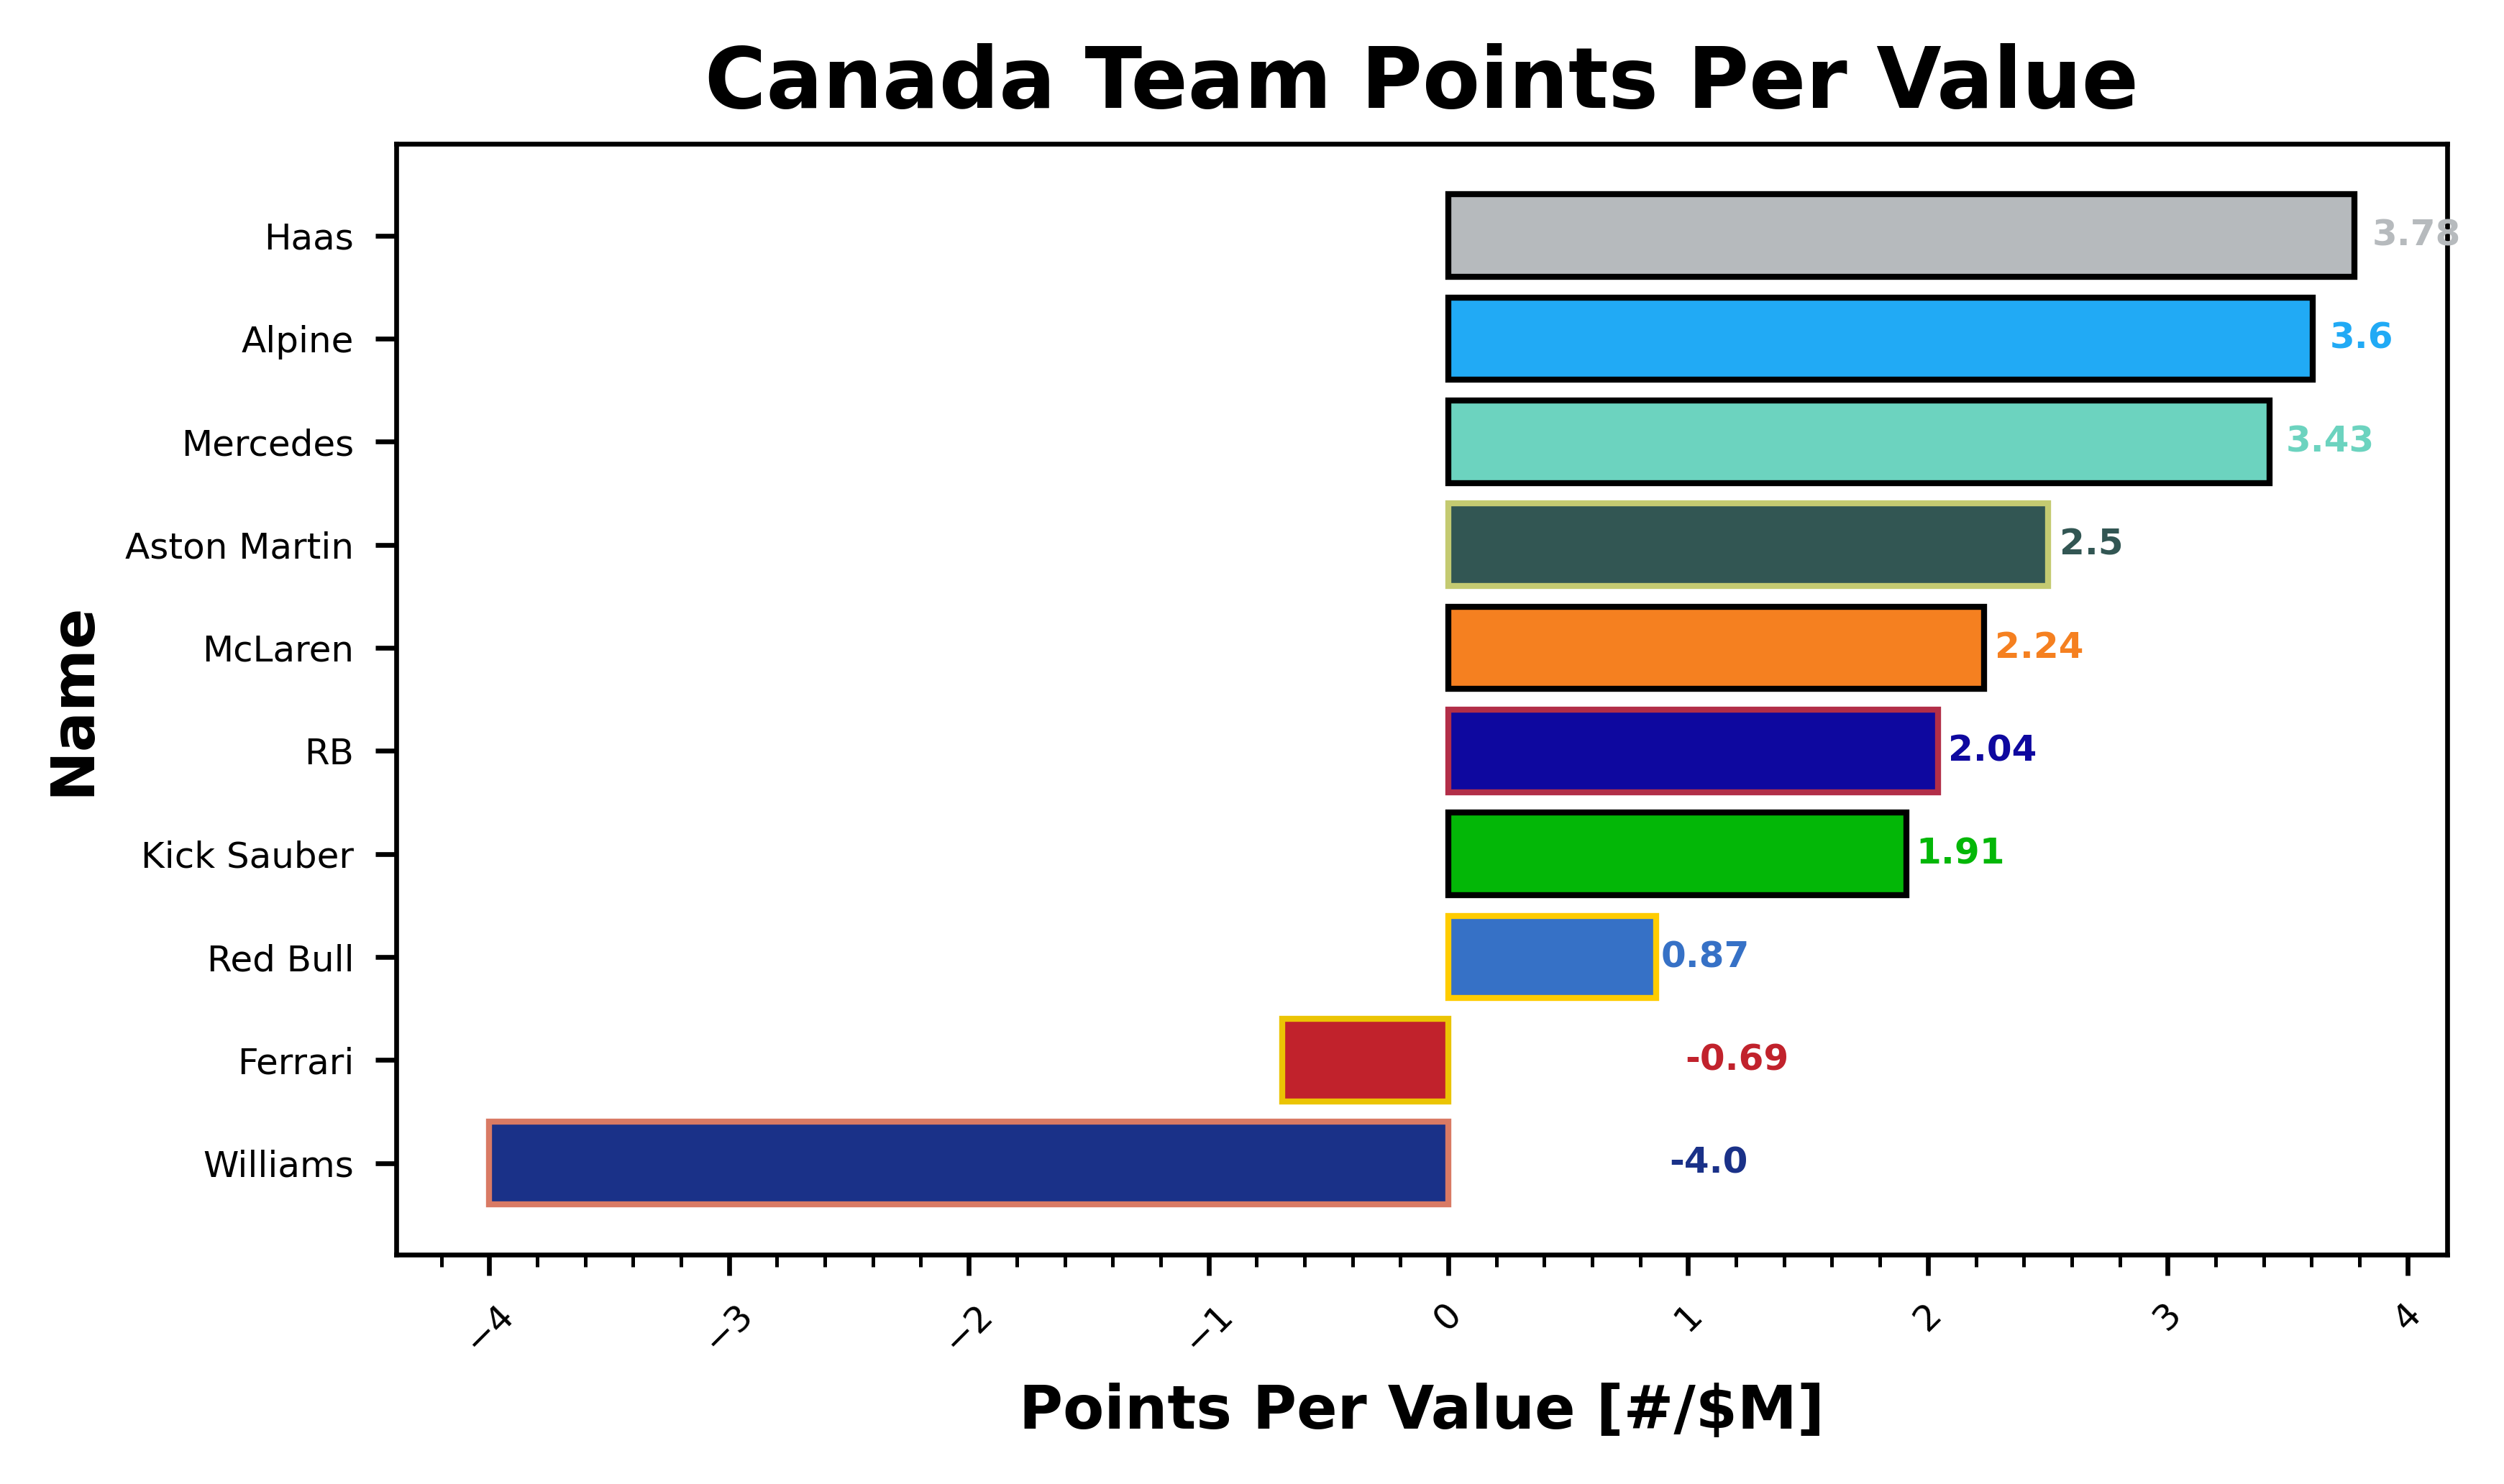 Canada Team Points Per Value
Name
Haas
3.78
Alpine
3.6
Mercedes
3.43
Aston Martin
2.5
McLaren
2.24
RB
2.04
Kick Sauber
1.91
Red Bull
0.87
Ferrari
-0.69
Williams
-4.0
−4 −3 −2 −1 0 1 2 3 4
Points Per Value [#/$M]